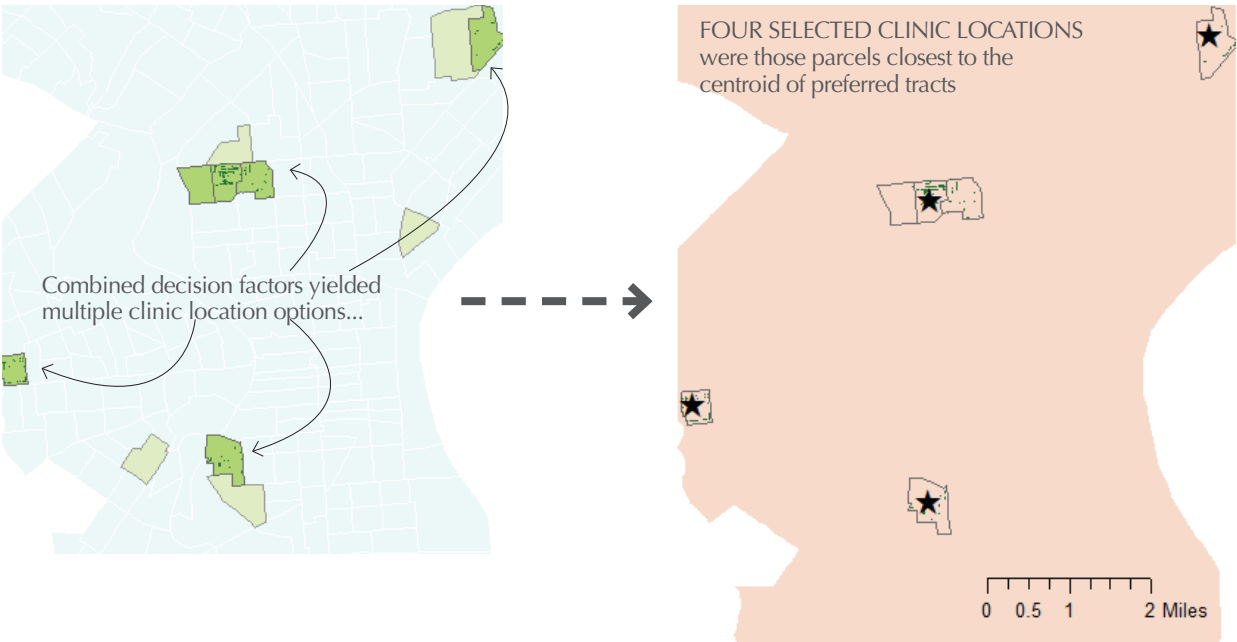 Combined decision factors yielded
multiple clinic location options...
FOUR SELECTED CLINIC LOCATIONS
were those parcels closest to the
centroid of preferred tracts
0 0.5 1 2 Miles